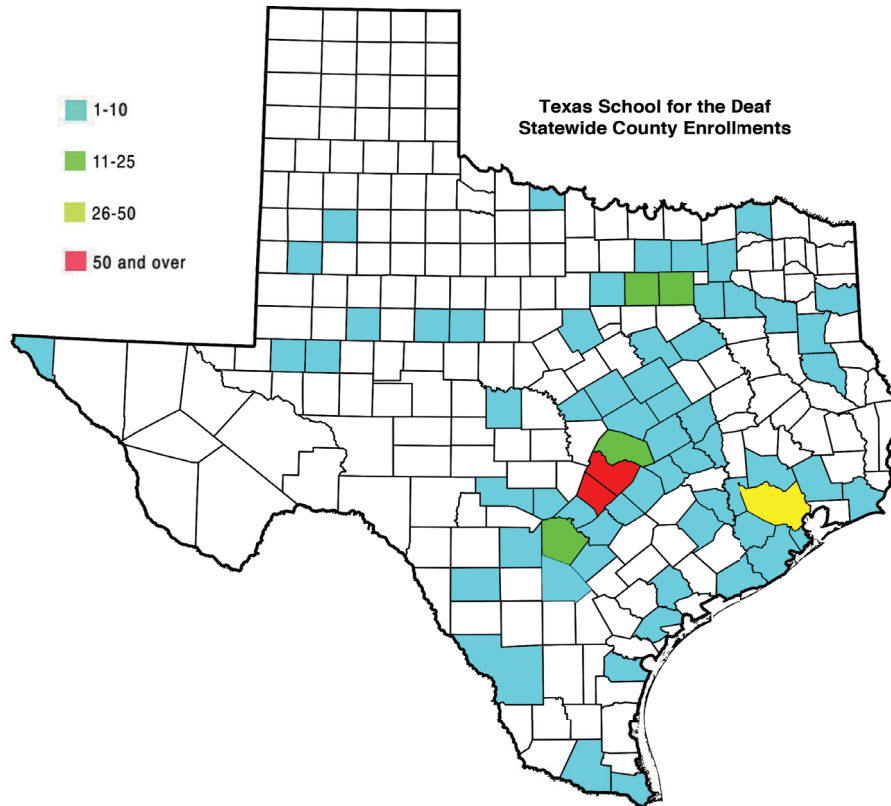 Texas School for the Deaf
Statewide County Enrollments
1-10
11-25
26-50
50 and over